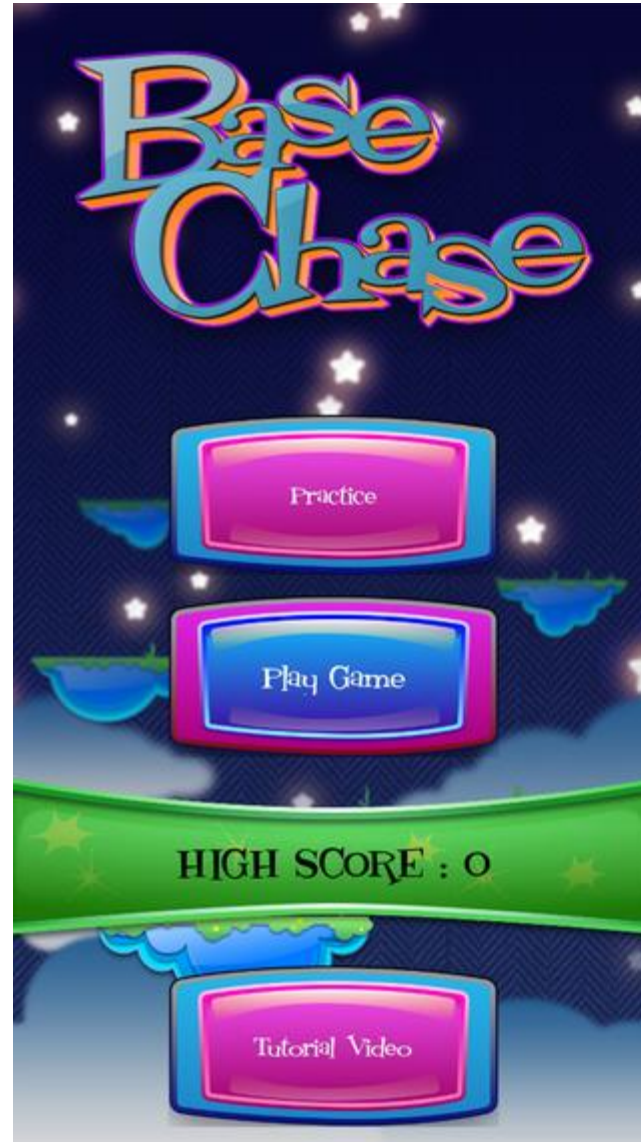 Base
Chase
Practice
Play Game
HIGH SCORE : 0
Tutorial Video